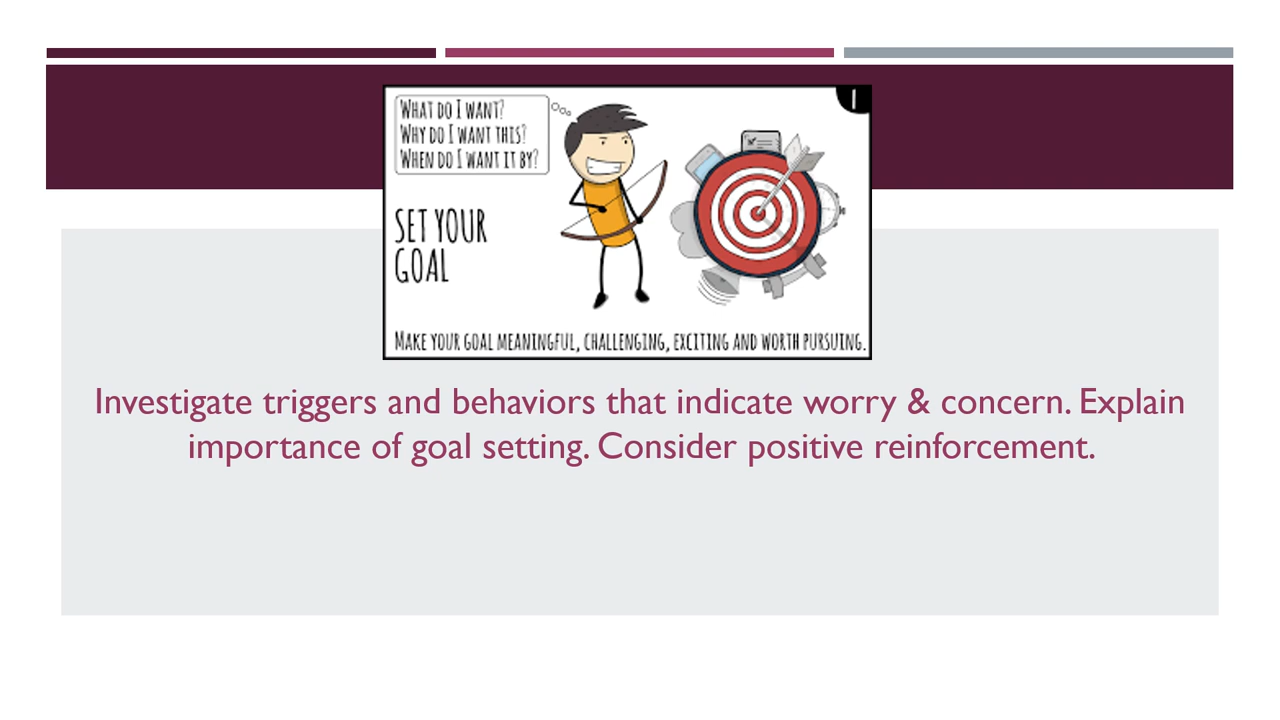 WHAT DO I WANT?
WHY DO I WANT THIS?
WHEN DO I WANT IT BY?
1
SET YOUR
GOAL
MAKE YOUR GOAL MEANINGFUL, CHALLENGING, EXCITING AND WORTH PURSUING.
Investigate triggers and behaviors that indicate worry & concern. Explain
importance of goal setting. Consider positive reinforcement.